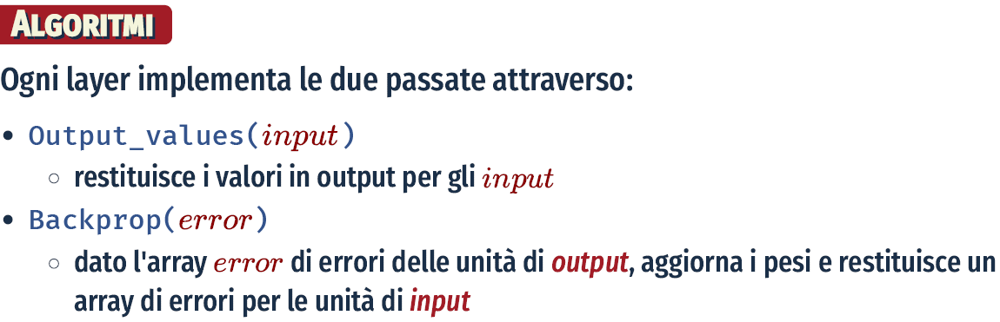 ALGORITMI
Ogni layer implementa le due passate attraverso:
• Output_values(input)
○ restituisce i valori in output per gli input
• Backprop(error)
○ dato l'array error di errori delle unità di output, aggiorna i pesi e restituisce un
array di errori per le unità di input